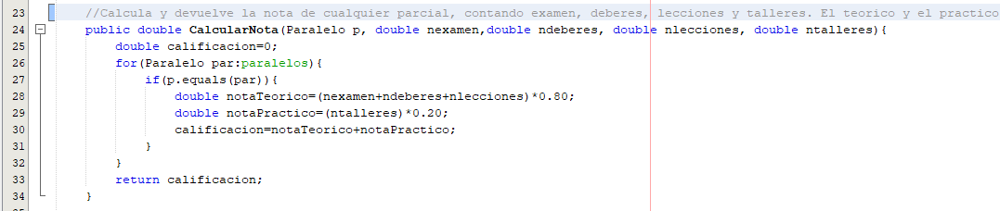 23 //Calcula y devuelve la nota de cualquier parcial, contando examen, deberes, lecciones y talleres. El teorico y el practico
24 public double CalcularNota(Paralelo p, double nexamen,double ndeberes, double nlecciones, double ntalleres){
25 double calificacion=0;
26 for(Paralelo par:paralelos){
27 if(p.equals(par)){
28 double notaTeorico=(nexamen+ndeberes+nlecciones)*0.80;
29 double notaPractico=(ntalleres)*0.20;
30 calificacion=notaTeorico+notaPractico;
31 }
32 }
33 return calificacion;
34 }